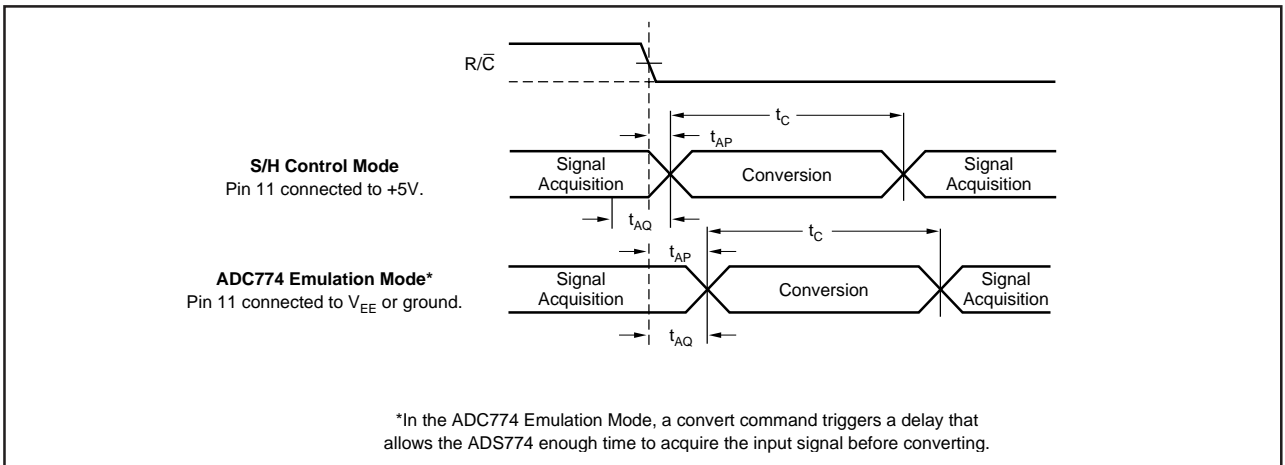 R/C̅
t_C
t_AP
S/H Control Mode
Pin 11 connected to +5V.
Signal
Acquisition
Conversion
Signal
Acquisition
t_AQ
t_C
t_AP
ADC774 Emulation Mode*
Pin 11 connected to V_EE or ground.
Signal
Acquisition
Conversion
Signal
Acquisition
t_AQ
*In the ADC774 Emulation Mode, a convert command triggers a delay that
allows the ADS774 enough time to acquire the input signal before converting.